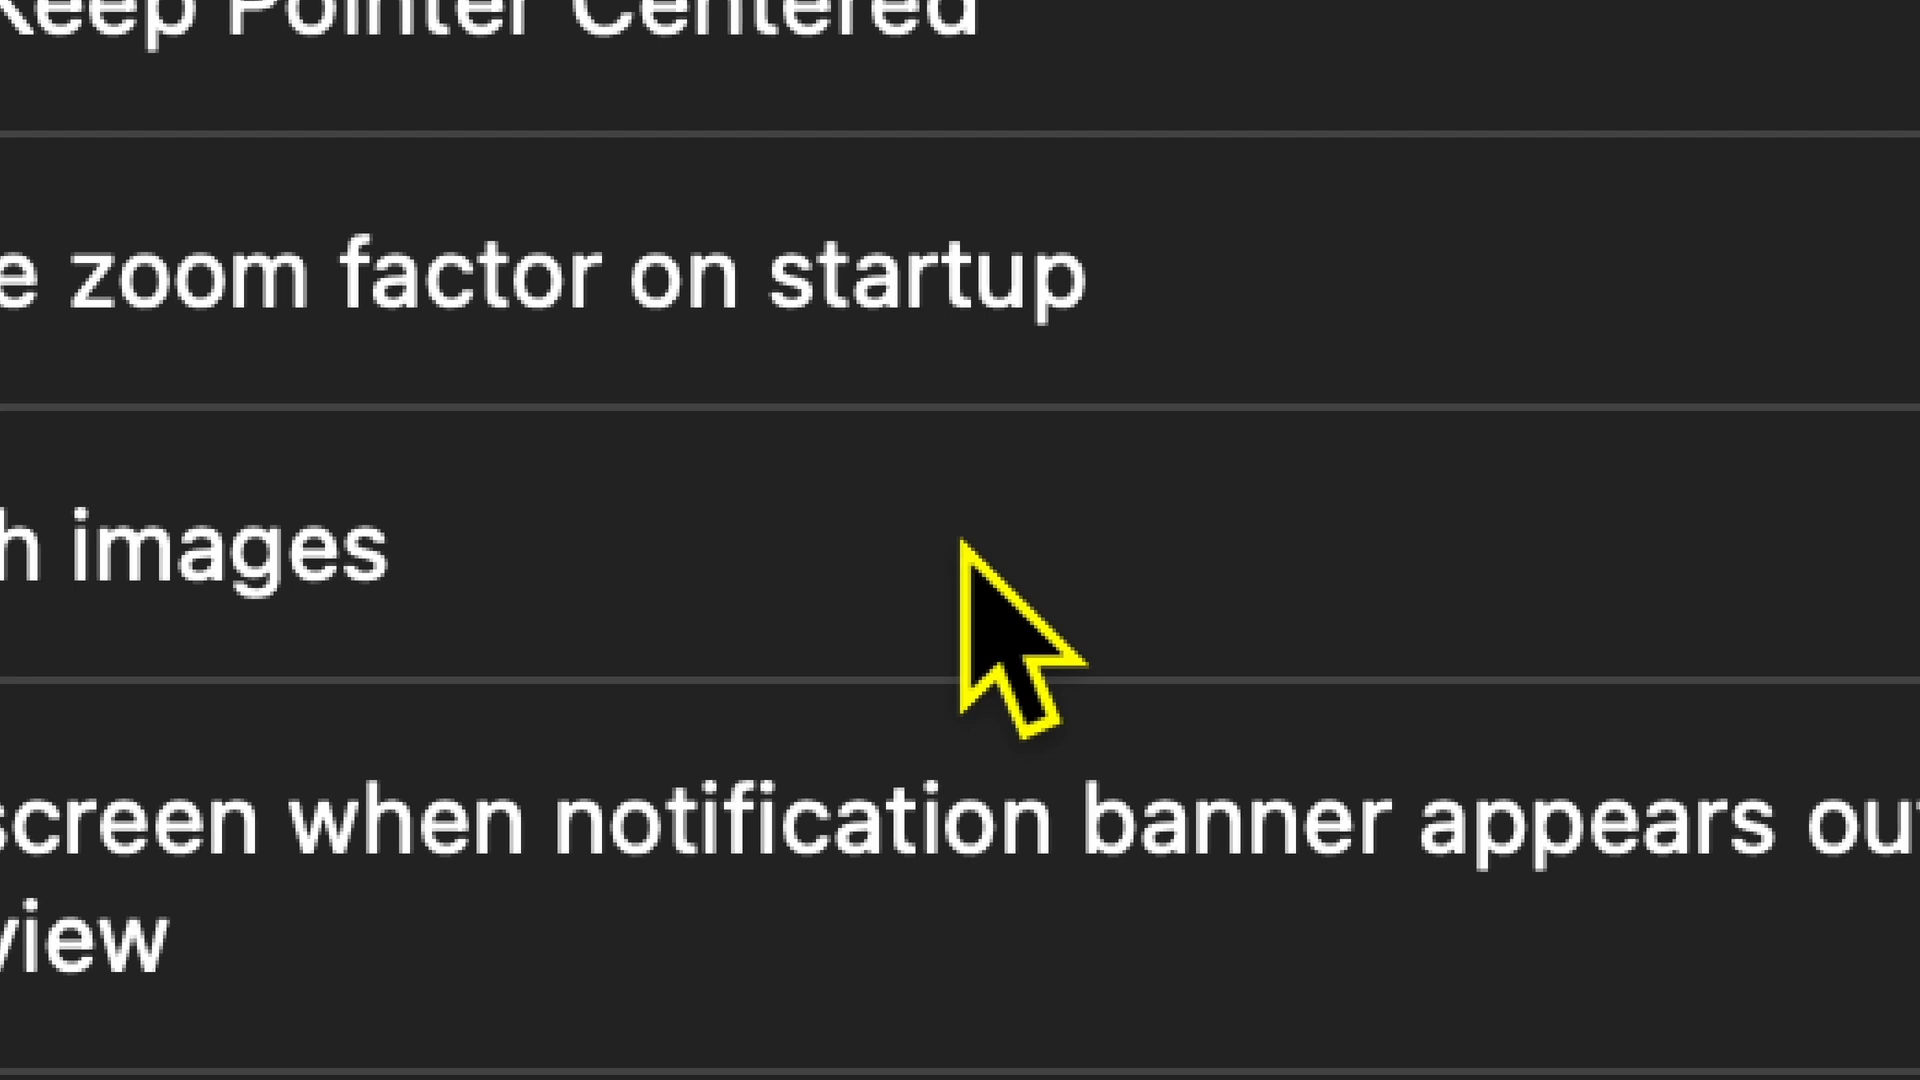 Keep Pointer Centered
e zoom factor on startup
h images
screen when notification banner appears ou
view